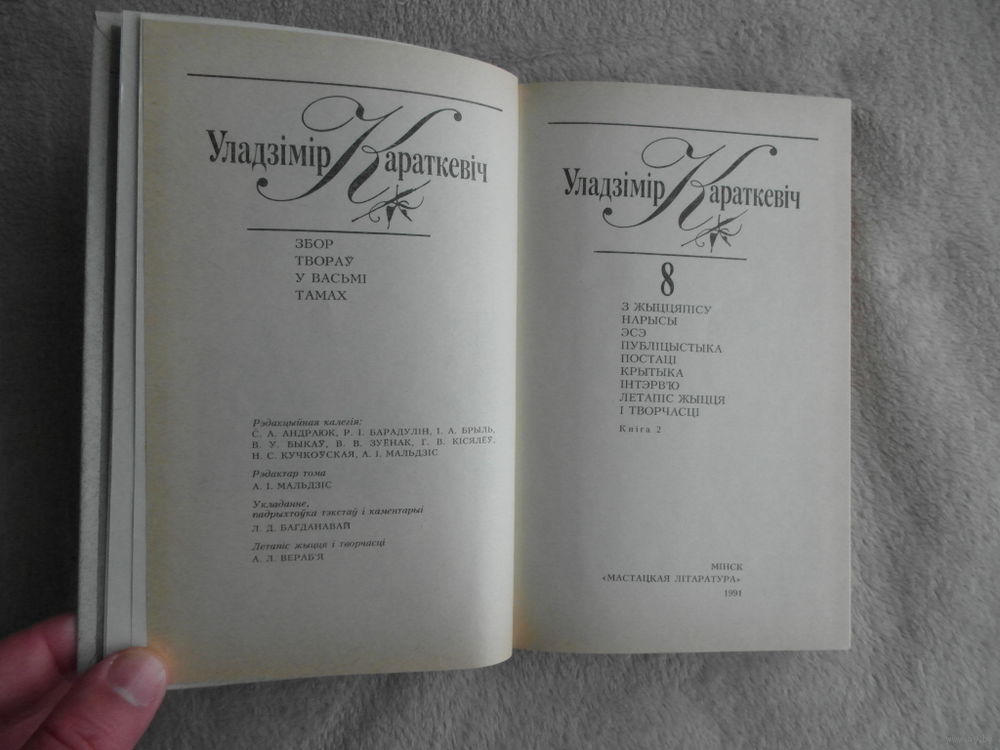 Уладзімір Караткевіч
ЗБОР
ТВОРАЎ
У ВАСЬМІ
ТАМАХ
Рэдакцыйная калегія:
С. А. АНДРАЮК, Р. І. БАРАДУЛІН, І. А. БРЫЛЬ,
В. У. БЫКАЎ, В. В. ЗУЁНАК, Г. В. КІСЯЛЁЎ,
Н. С. КУЧКОЎСКАЯ, А. І. МАЛЬДЗІС
Рэдактар тома
А. І. МАЛЬДЗІС
Укладанне,
падрыхтоўка тэкстаў і каментарыі
Л. Д. БАГДАНАВАЙ
Летапіс жыцця і творчасці
А. Л. ВЕРАБ'Я
Уладзімір Караткевіч
8
З ЖЫЦЦЯПІСУ
НАРЫСЫ
ЭСЭ
ПУБЛІЦЫСТЫКА
ПОСТАЦІ
КРЫТЫКА
ІНТЭРВ'Ю
ЛЕТАПІС ЖЫЦЦЯ
І ТВОРЧАСЦІ
Кніга 2
МІНСК
«МАСТАЦКАЯ ЛІТАРАТУРА»
1991